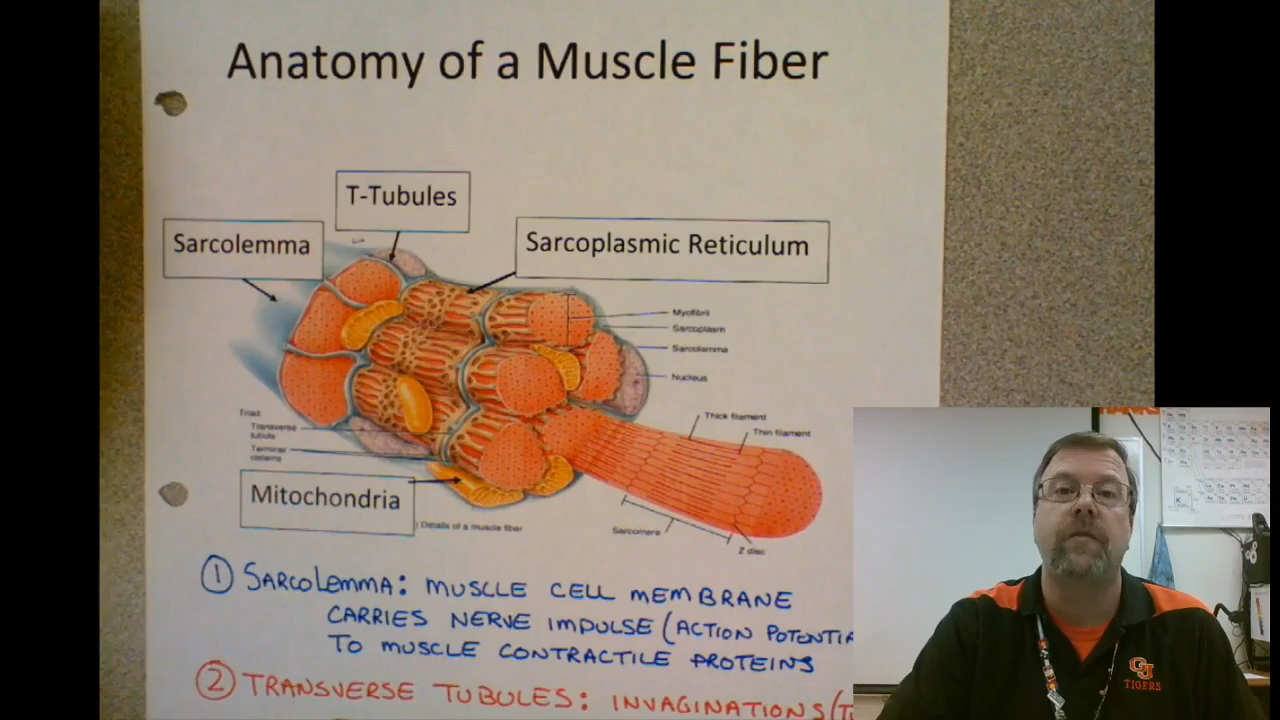 Anatomy of a Muscle Fiber
T-Tubules
Sarcolemma
Sarcoplasmic Reticulum
Myofibril
Sarcoplasm
Sarcolemma
Nucleus
Triad
Transverse
tubule
Terminal
cisterna
Thick filament
Thin filament
Mitochondria
Details of a muscle fiber
Sarcomere
Z disc
① SARCOLEMMA: MUSCLE CELL MEMBRANE
CARRIES NERVE IMPULSE (ACTION POTENTIA
TO MUSCLE CONTRACTILE PROTEINS
② TRANSVERSE TUBULES: INVAGINATIONS (T
GJ
TIGERS